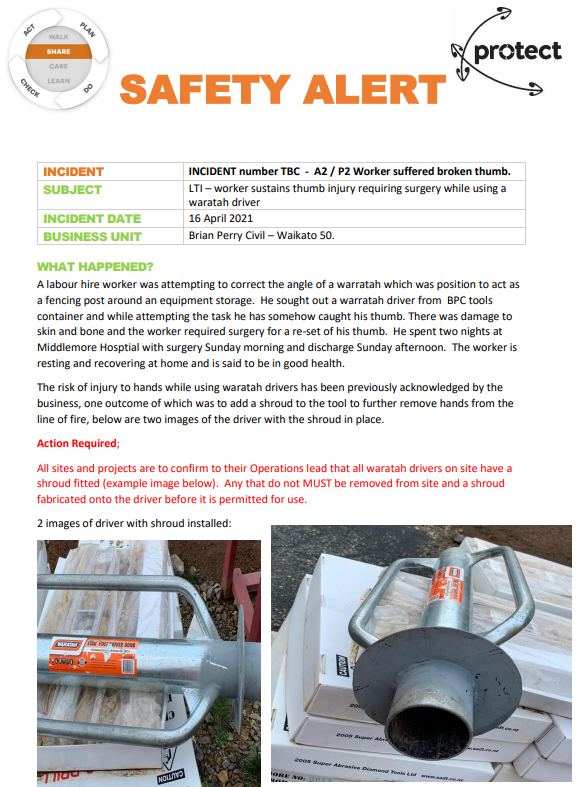 ACT
PLAN
WALK
SHARE
CARE
LEARN
CHECK
DO
protect
SAFETY ALERT
INCIDENT INCIDENT number TBC - A2 / P2 Worker suffered broken thumb.
SUBJECT LTI – worker sustains thumb injury requiring surgery while using a
waratah driver
INCIDENT DATE 16 April 2021
BUSINESS UNIT Brian Perry Civil – Waikato 50.
WHAT HAPPENED?
A labour hire worker was attempting to correct the angle of a warratah which was position to act as
a fencing post around an equipment storage. He sought out a warratah driver from BPC tools
container and while attempting the task he has somehow caught his thumb. There was damage to
skin and bone and the worker required surgery for a re-set of his thumb. He spent two nights at
Middlemore Hosptial with surgery Sunday morning and discharge Sunday afternoon. The worker is
resting and recovering at home and is said to be in good health.
The risk of injury to hands while using waratah drivers has been previously acknowledged by the
business, one outcome of which was to add a shroud to the tool to further remove hands from the
line of fire, below are two images of the driver with the shroud in place.
Action Required;
All sites and projects are to confirm to their Operations lead that all waratah drivers on site have a
shroud fitted (example image below). Any that do not MUST be removed from site and a shroud
fabricated onto the driver before it is permitted for use.
2 images of driver with shroud installed:
WARATAH
CAUTION
CAUTION
2005 Super Abrasive Diamond Tools Ltd www.sadt.co.nz